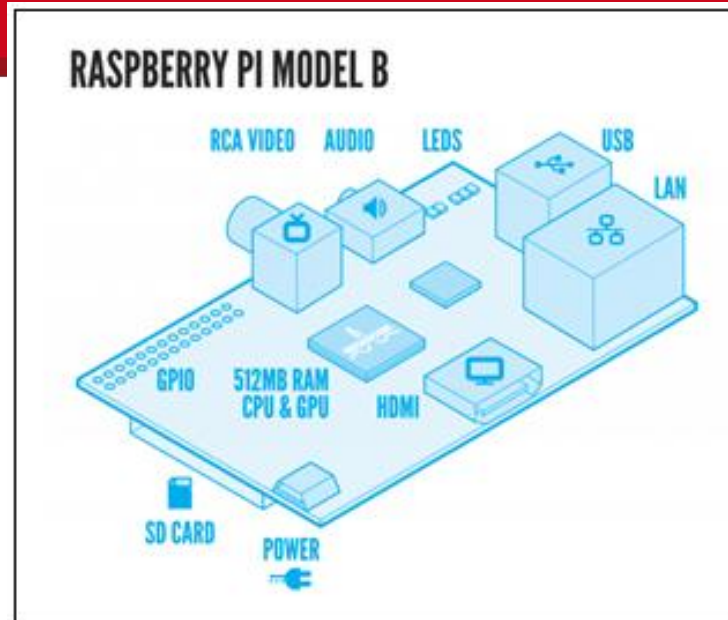 RASPBERRY PI MODEL B
RCA VIDEO
AUDIO
LEDS
USB
LAN
GPIO
512MB RAM
CPU & GPU
HDMI
SD CARD
POWER